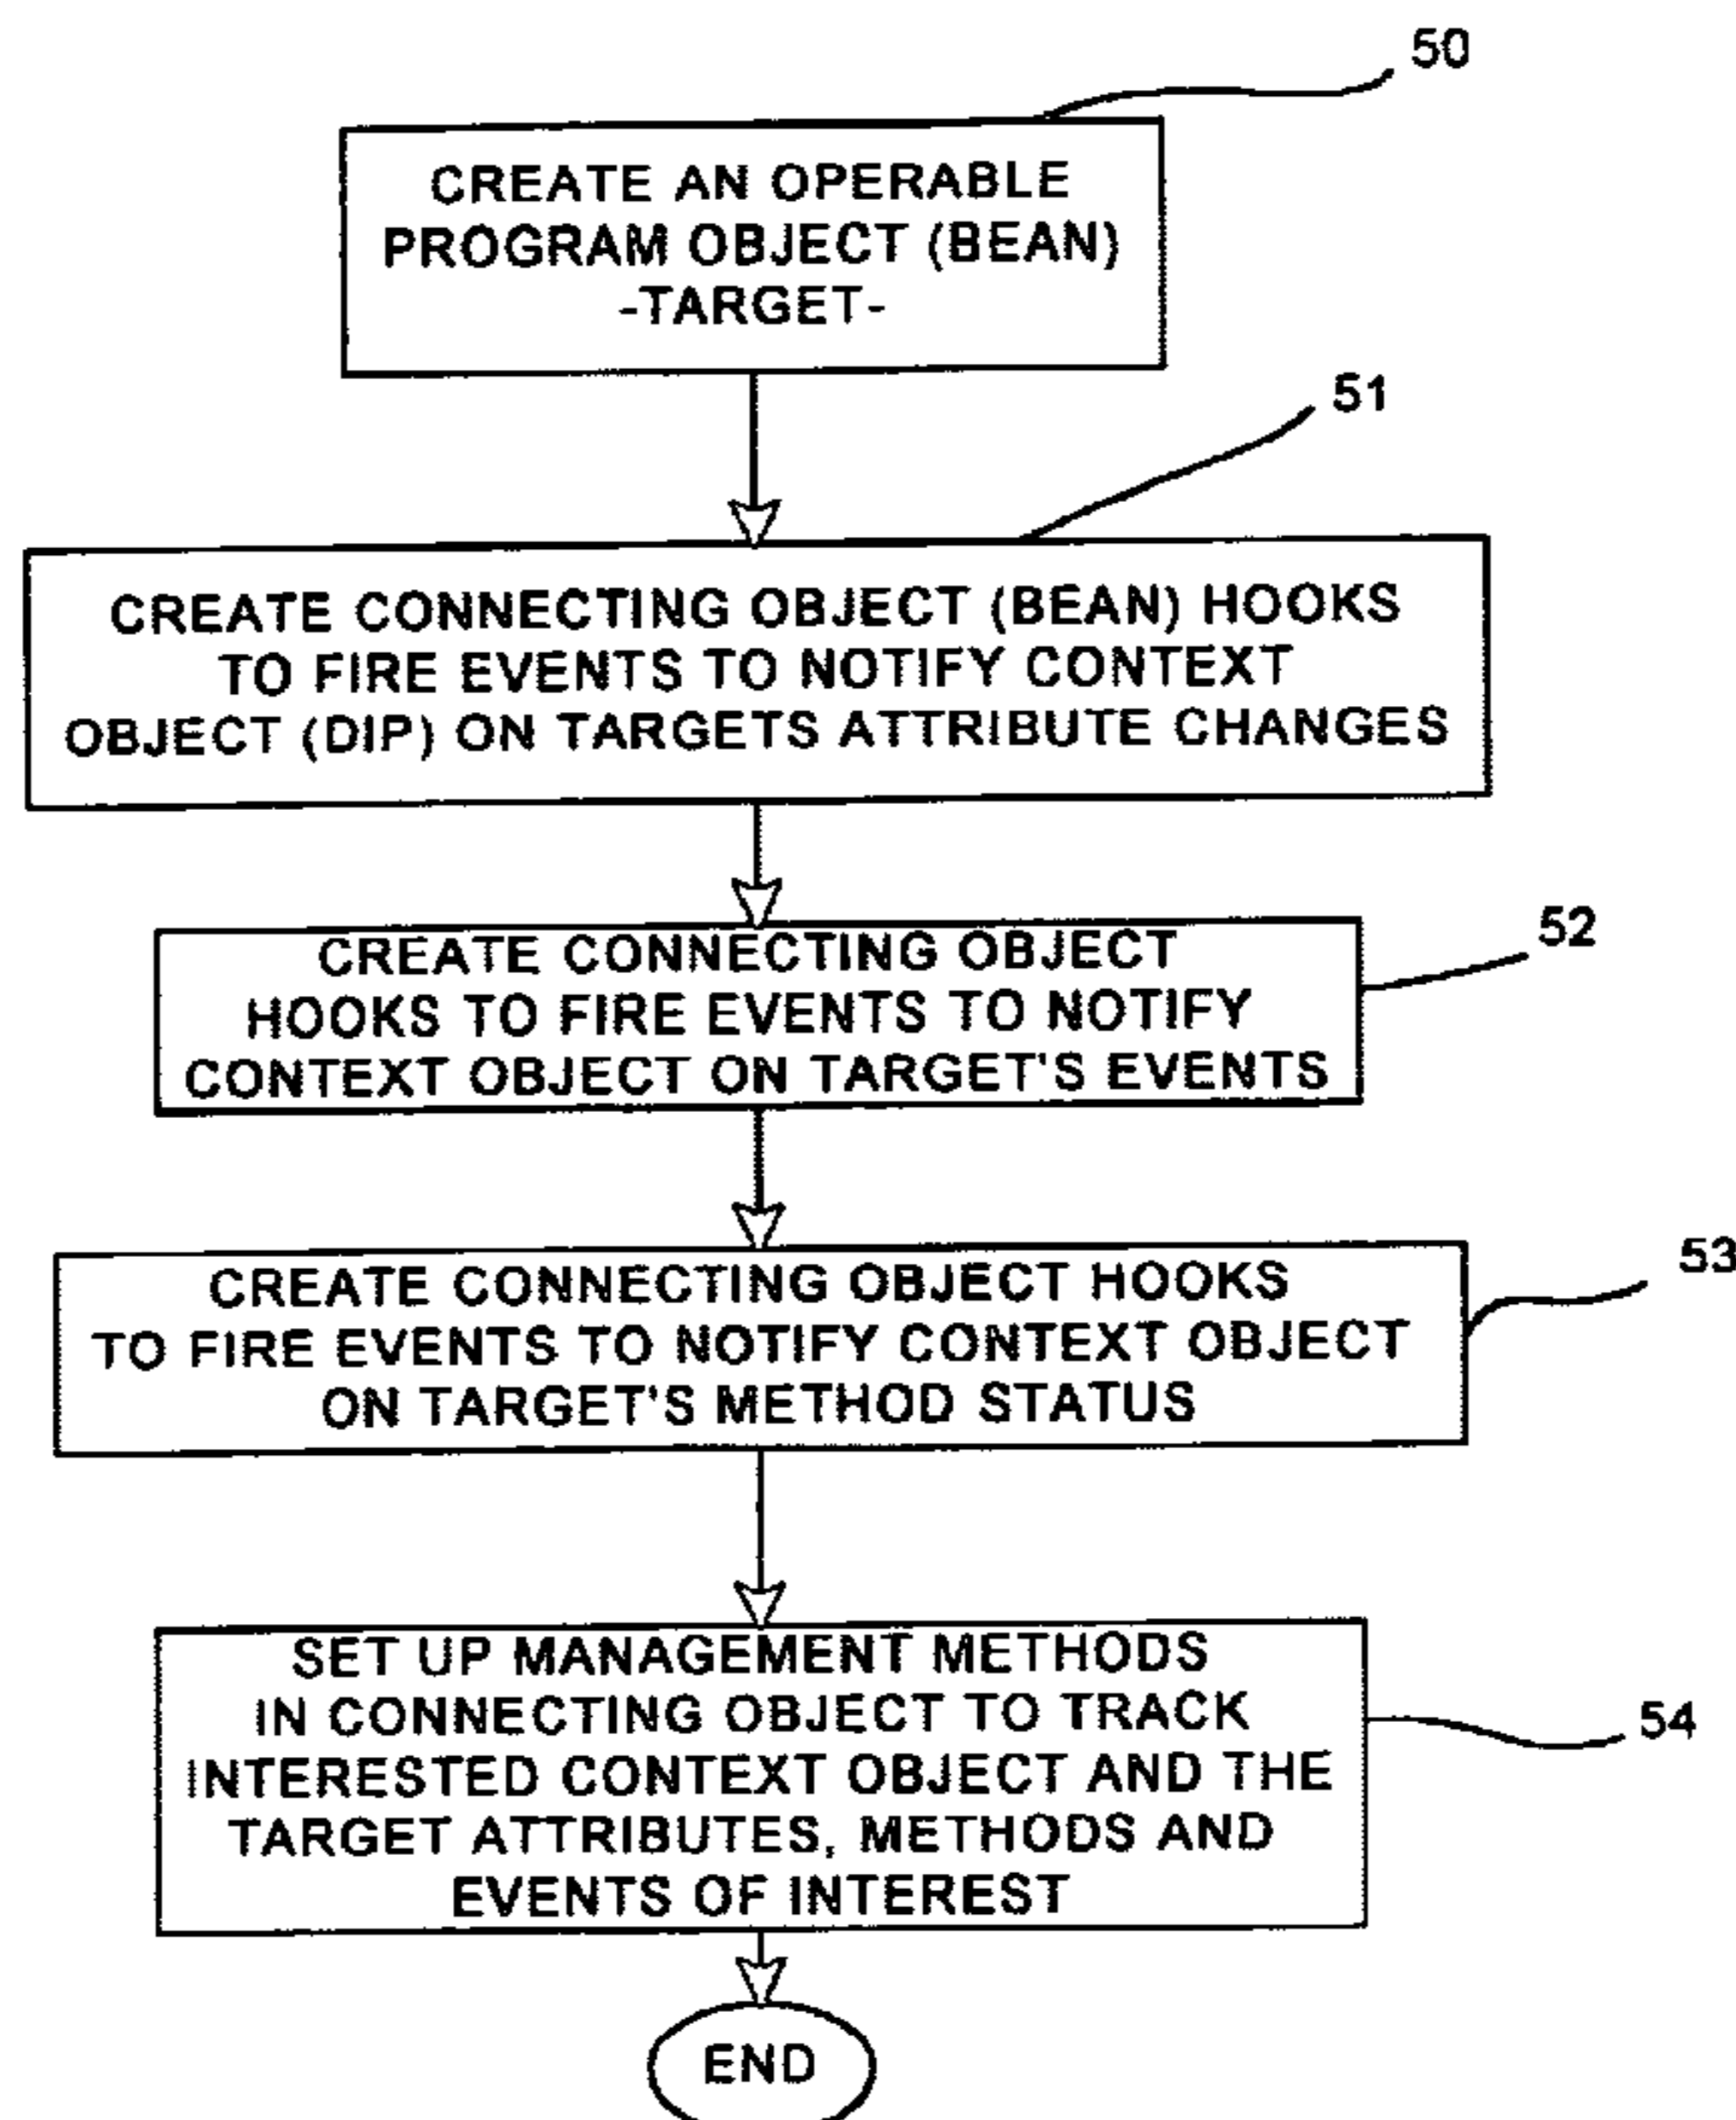 50
CREATE AN OPERABLE
PROGRAM OBJECT (BEAN)
-TARGET-
51
CREATE CONNECTING OBJECT (BEAN) HOOKS
TO FIRE EVENTS TO NOTIFY CONTEXT
OBJECT (DIP) ON TARGETS ATTRIBUTE CHANGES
52
CREATE CONNECTING OBJECT
HOOKS TO FIRE EVENTS TO NOTIFY
CONTEXT OBJECT ON TARGET'S EVENTS
53
CREATE CONNECTING OBJECT HOOKS
TO FIRE EVENTS TO NOTIFY CONTEXT OBJECT
ON TARGET'S METHOD STATUS
SET UP MANAGEMENT METHODS
IN CONNECTING OBJECT TO TRACK
INTERESTED CONTEXT OBJECT AND THE
TARGET ATTRIBUTES, METHODS AND
EVENTS OF INTEREST
54
END